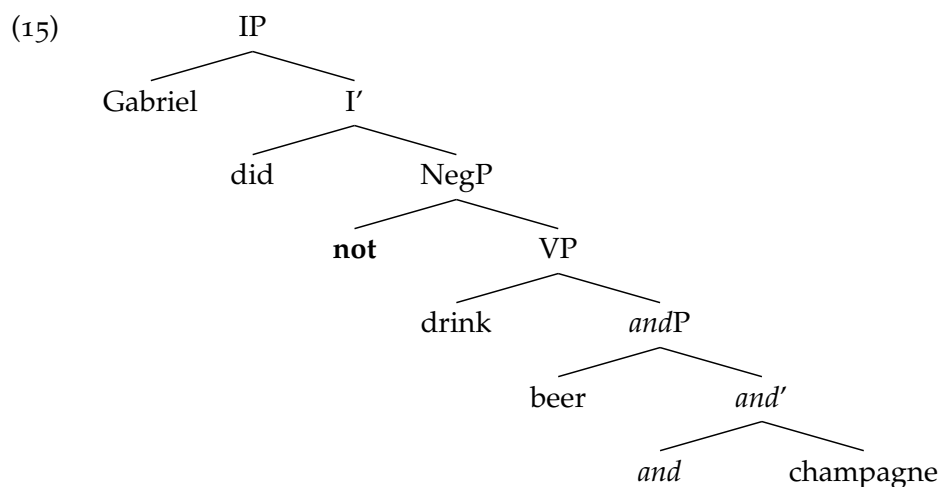 (15) IP
Gabriel I’
did NegP
not VP
drink andP
beer and’
and champagne